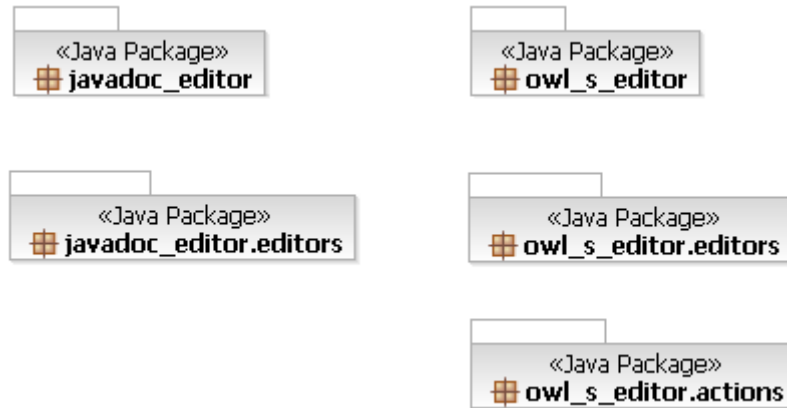 «Java Package»
javadoc_editor
«Java Package»
owl_s_editor
«Java Package»
javadoc_editor.editors
«Java Package»
owl_s_editor.editors
«Java Package»
owl_s_editor.actions